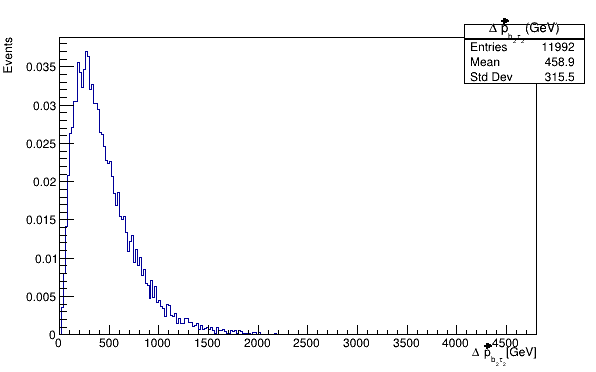 Δ p⃗ b₂τ₂ (GeV)
Entries 11992
Mean 458.9
Std Dev 315.5
Events
0.035
0.03
0.025
0.02
0.015
0.01
0.005
0
0 500 1000 1500 2000 2500 3000 3500 4000 4500
Δ p⃗ b₂τ₂ [GeV]